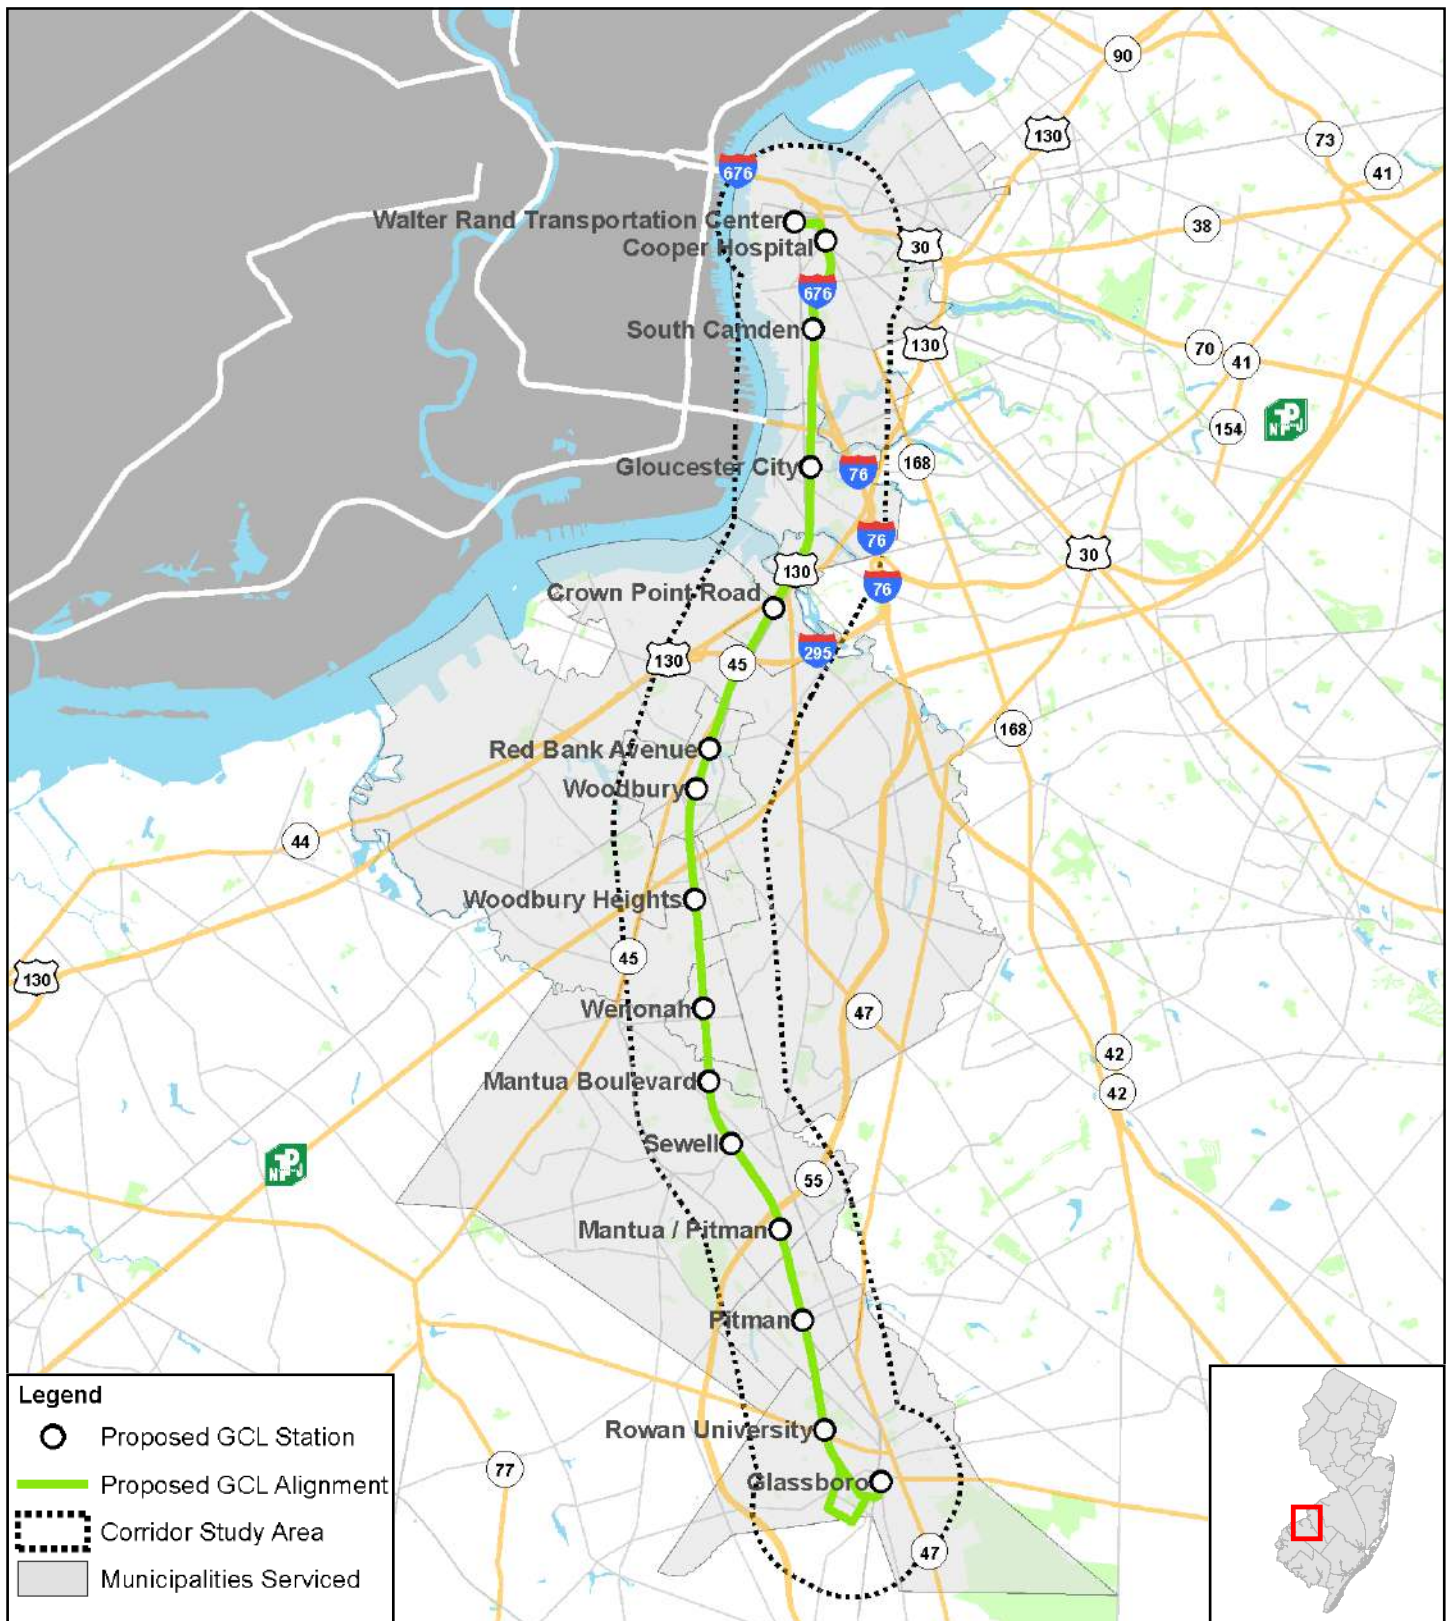 90
130
73
41
676
38
Walter Rand Transportation Center
30
Cooper Hospital
676
South Camden
130
70
41
154
NJTP
Gloucester City
76
168
76
30
130
76
Crown Point Road
295
130
45
168
Red Bank Avenue
Woodbury
44
Woodbury Heights
45
130
Wenonah
47
42
Mantua Boulevard
42
Sewell
55
Mantua / Pitman
Pitman
Rowan University
77
Glassboro
47
Legend
Proposed GCL Station
Proposed GCL Alignment
Corridor Study Area
Municipalities Serviced